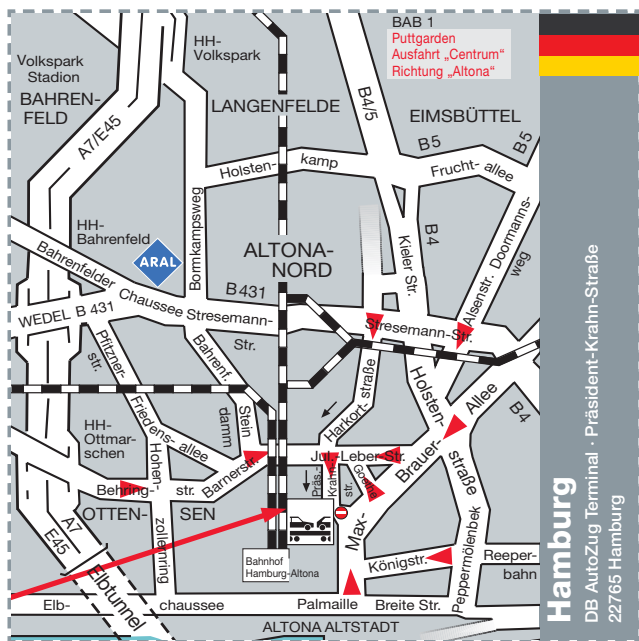 BAB 1
Puttgarden
Ausfahrt „Centrum“
Richtung „Altona“
HH-
Volkspark
Volkspark
Stadion
BAHREN-
FELD
A7/E45
LANGENFELDE
B4/5
EIMSBÜTTEL
B5
B5
Holsten-
kamp
Frucht-
allee
Bornkampsweg
HH-
Bahrenfeld
ARAL
Bahrenfelder
Chaussee
Stresemann-
Str.
ALTONA-
NORD
B 431
Kieler Str.
B4
Alsenstr.
Doormanns-
weg
WEDEL B 431
Stresemann-
Str.
Pfitzner-
str.
Bahrenf.
Stein
damm
Harkort-
straße
Holsten-
straße
Allee
B4
Friedens-
allee
HH-
Ottmar-
schen
Hohen-
zollernring
Barnerstr.
Jul.-Leber-Str.
Brauer-
Max-
Goethe
Präs.-
Krahn-
str.
Behring-
str.
OTTEN-
SEN
A7
E45
Elbtunnel
Bahnhof
Hamburg-Altona
Königstr.
Reeper-
bahn
Peppermölenbek
Elb-
chaussee
Palmaille
Breite Str.
ALTONA ALTSTADT
Hamburg
DB AutoZug Terminal · Präsident-Krahn-Straße
22765 Hamburg